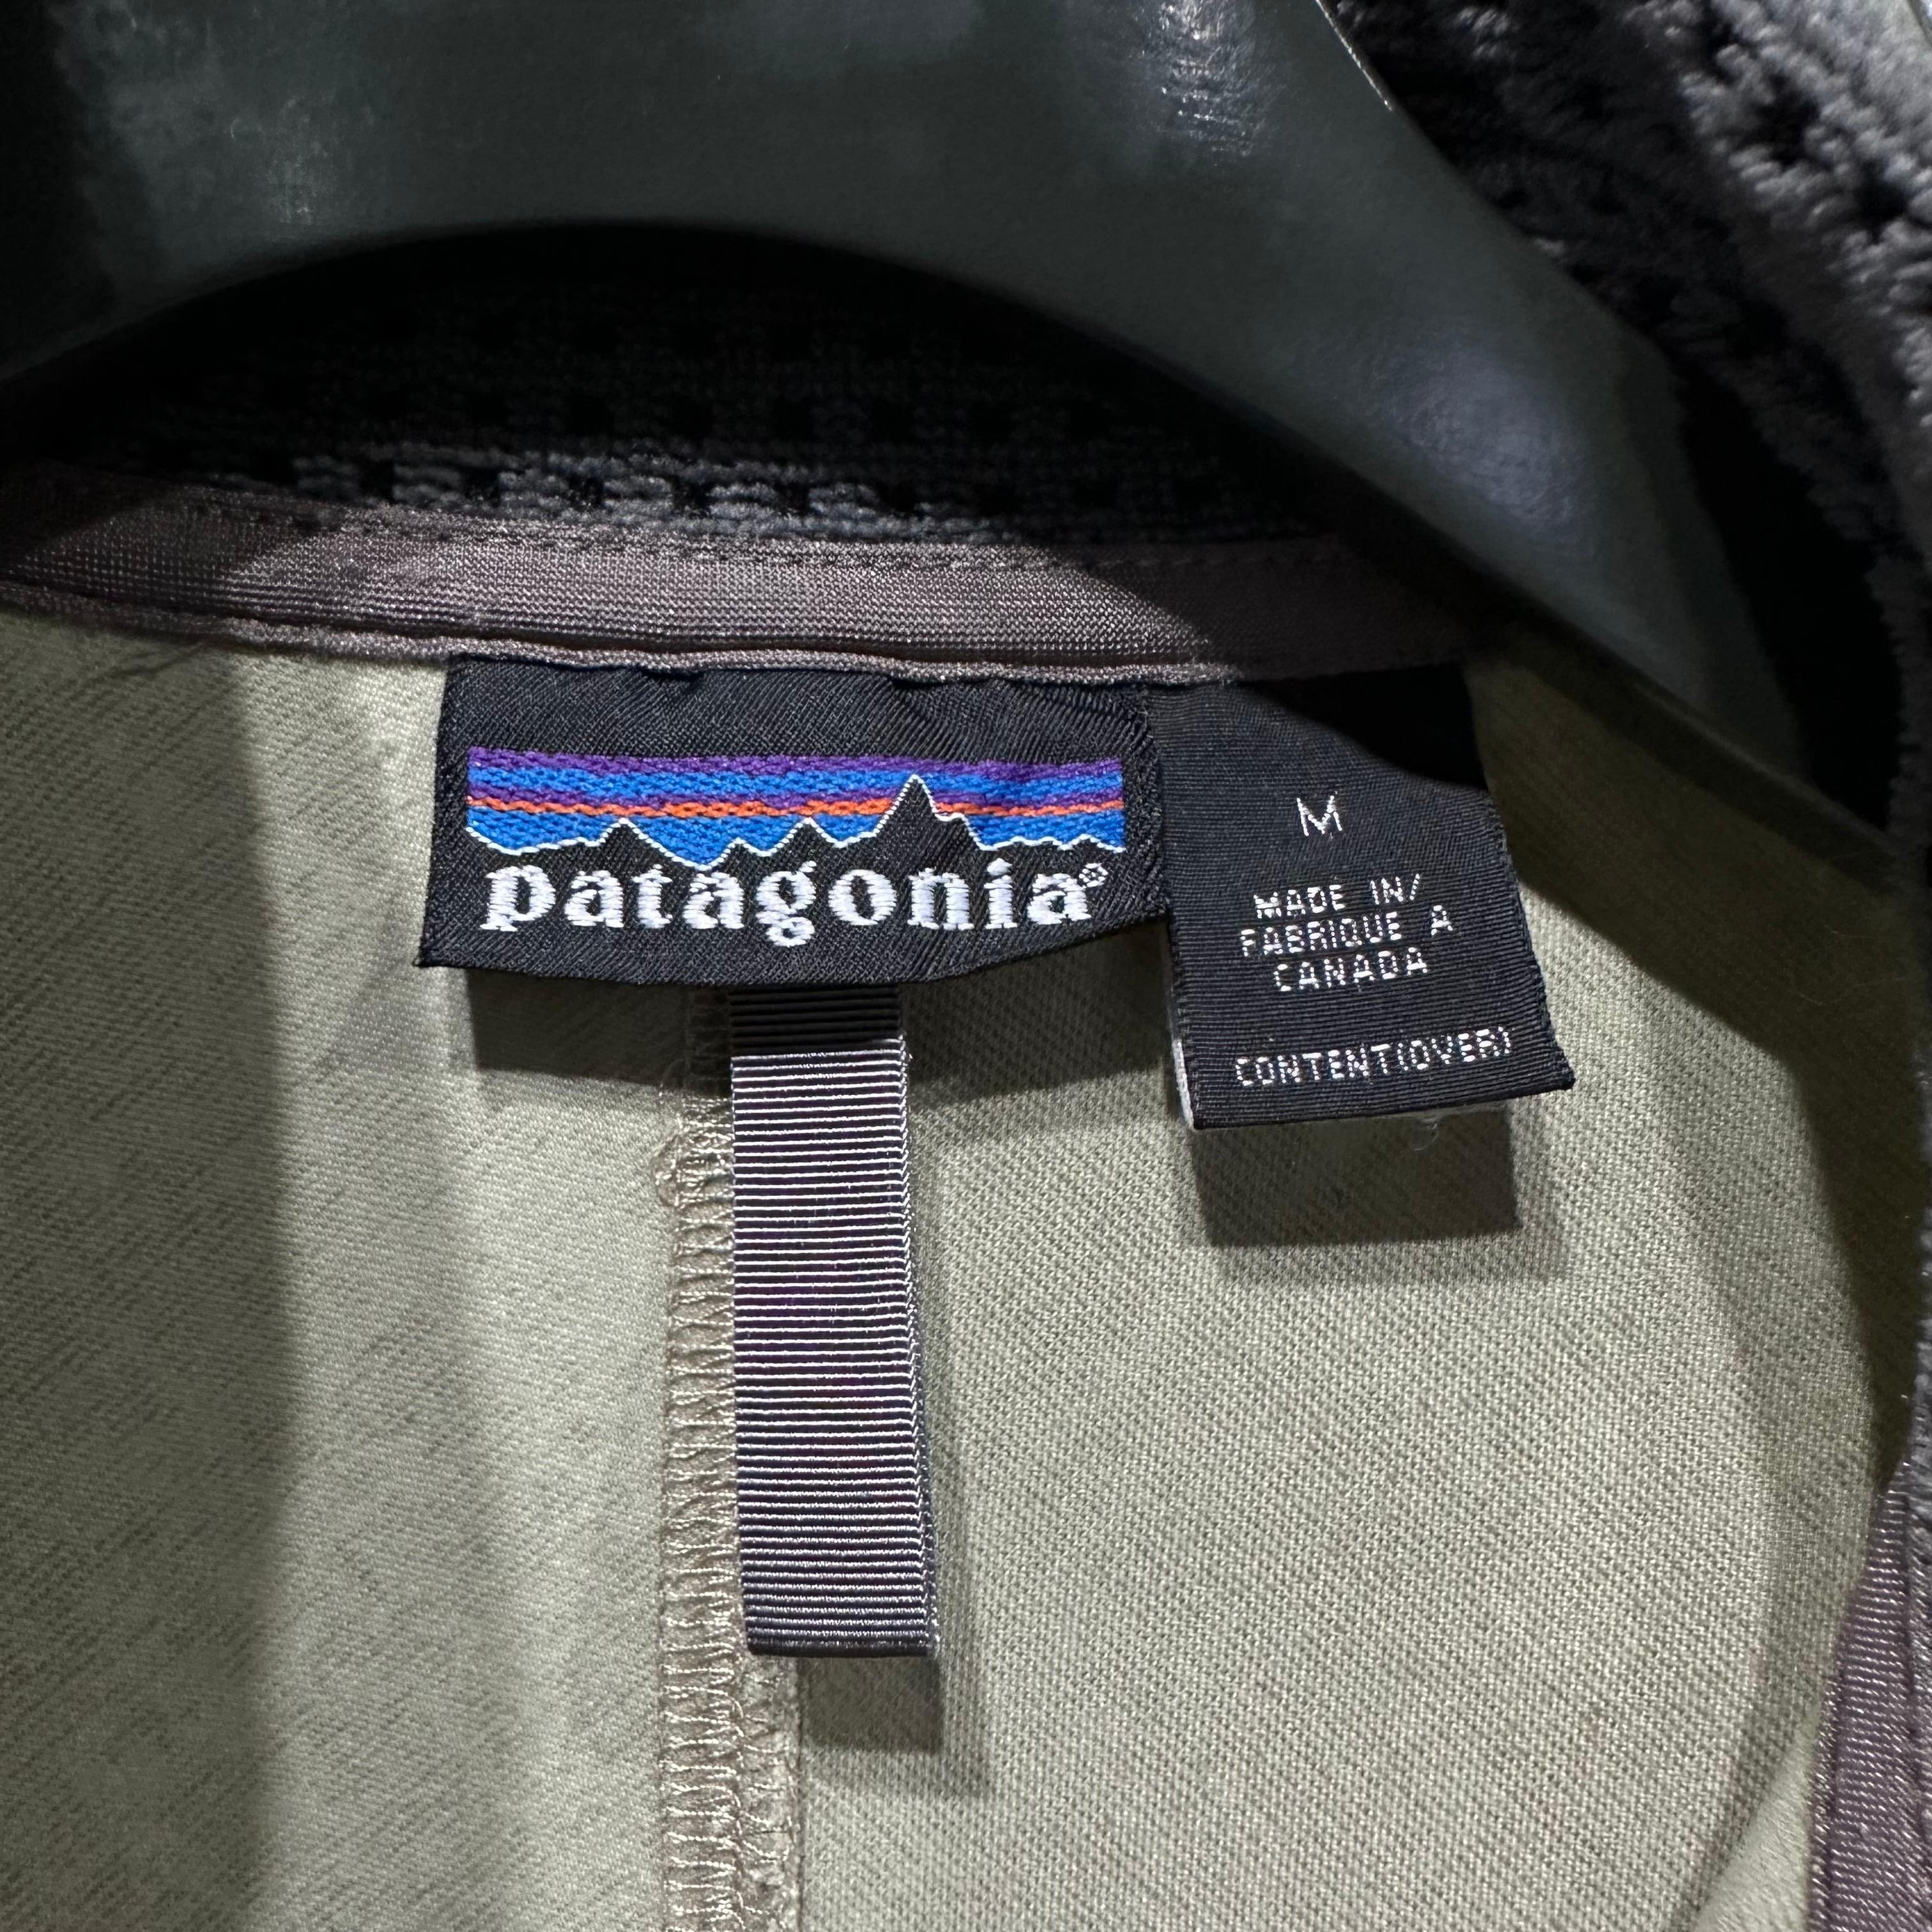 patagonia®
M
MADE IN/
FABRIQUE A
CANADA
CONTENT(OVER)